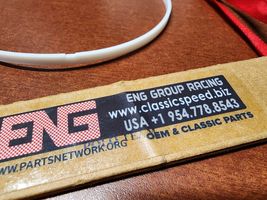 ENG GROUP RACING
www.classicspeed.biz
USA +1 954.778.8543
OEM & CLASSIC PARTS
ENG
WWW.PARTSNETWORK.ORG